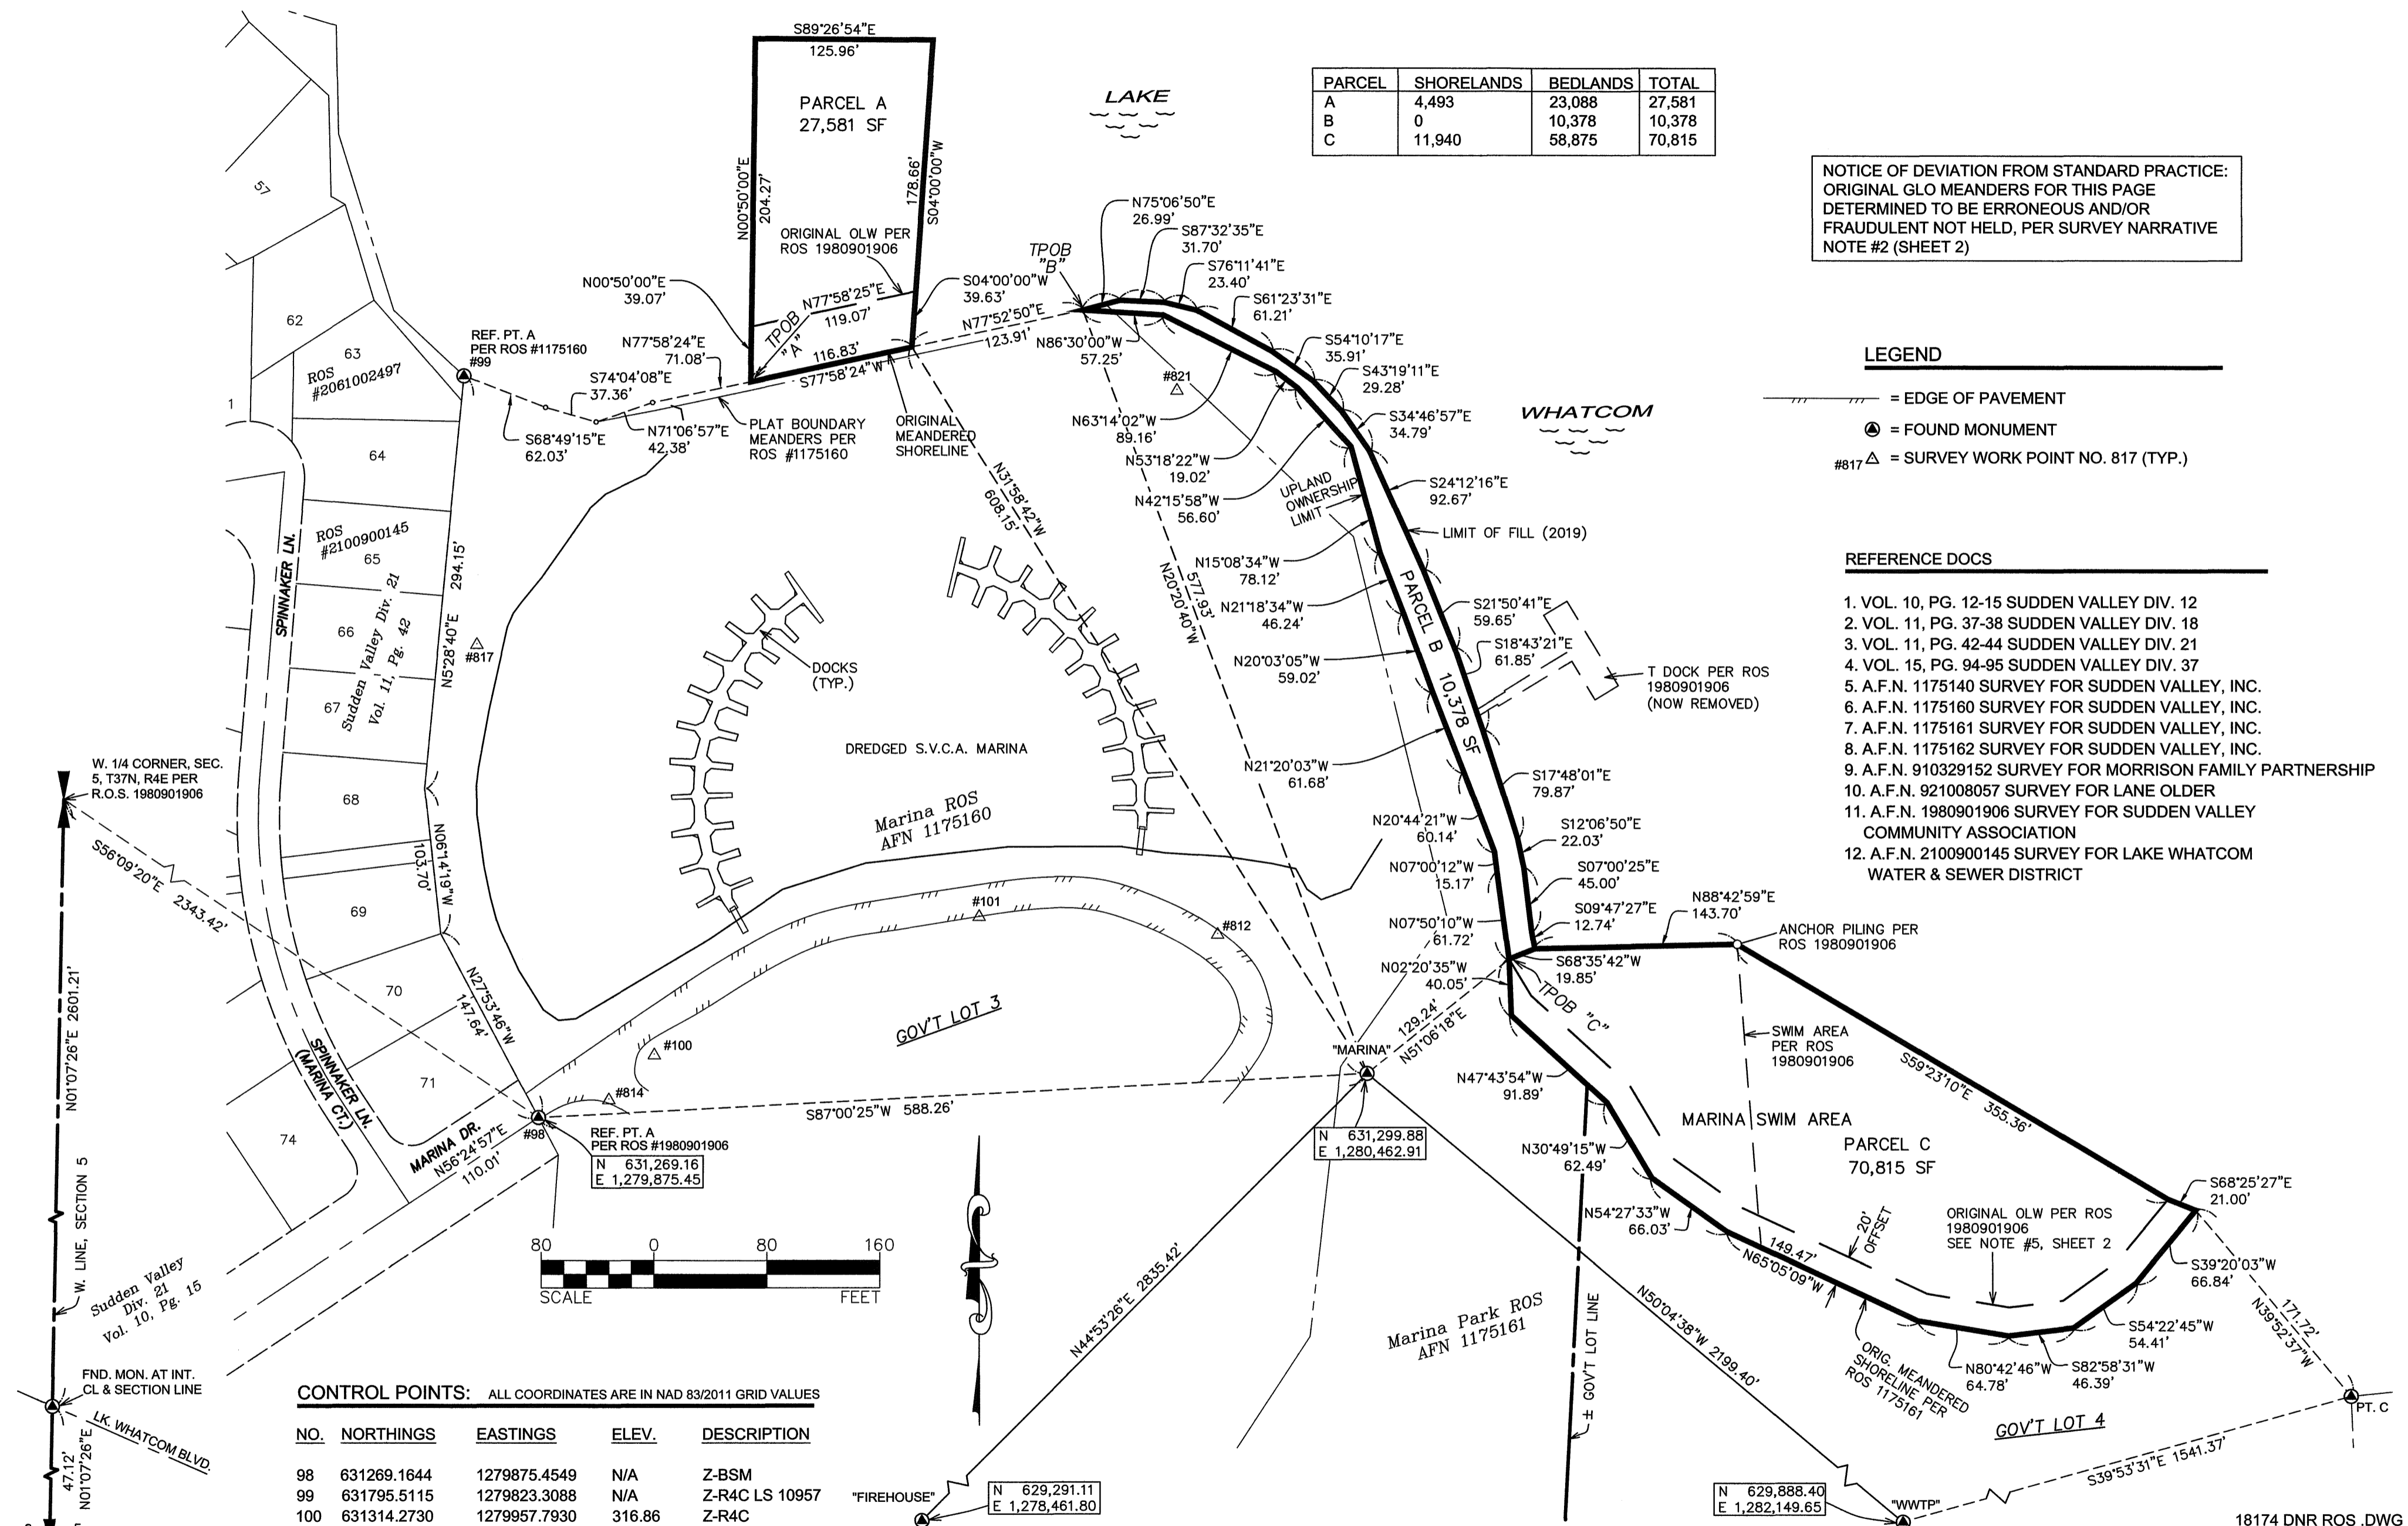 S89°26'54"E
125.96'
PARCEL A
27,581 SF
N00°50'00"E
204.27'
178.66'
S04°00'00"W
ORIGINAL OLW PER
ROS 1980901906
N77°58'25"E
119.07'
TPOB
"A"
116.83'
S77°58'24"W
N00°50'00"E
39.07'
S04°00'00"W
39.63'
N77°52'50"E
123.91'
LAKE
WHATCOM
PARCEL SHORELANDS BEDLANDS TOTAL
A 4,493 23,088 27,581
B 0 10,378 10,378
C 11,940 58,875 70,815
NOTICE OF DEVIATION FROM STANDARD PRACTICE:
ORIGINAL GLO MEANDERS FOR THIS PAGE
DETERMINED TO BE ERRONEOUS AND/OR
FRAUDULENT NOT HELD, PER SURVEY NARRATIVE
NOTE #2 (SHEET 2)
LEGEND
= EDGE OF PAVEMENT
= FOUND MONUMENT
#817 = SURVEY WORK POINT NO. 817 (TYP.)
REFERENCE DOCS
1. VOL. 10, PG. 12-15 SUDDEN VALLEY DIV. 12
2. VOL. 11, PG. 37-38 SUDDEN VALLEY DIV. 18
3. VOL. 11, PG. 42-44 SUDDEN VALLEY DIV. 21
4. VOL. 15, PG. 94-95 SUDDEN VALLEY DIV. 37
5. A.F.N. 1175140 SURVEY FOR SUDDEN VALLEY, INC.
6. A.F.N. 1175160 SURVEY FOR SUDDEN VALLEY, INC.
7. A.F.N. 1175161 SURVEY FOR SUDDEN VALLEY, INC.
8. A.F.N. 1175162 SURVEY FOR SUDDEN VALLEY, INC.
9. A.F.N. 910329152 SURVEY FOR MORRISON FAMILY PARTNERSHIP
10. A.F.N. 921008057 SURVEY FOR LANE OLDER
11. A.F.N. 1980901906 SURVEY FOR SUDDEN VALLEY
COMMUNITY ASSOCIATION
12. A.F.N. 2100900145 SURVEY FOR LAKE WHATCOM
WATER & SEWER DISTRICT
57
62
63
ROS
#2061002497
1
64
ROS
#2100900145
65
66
67
Sudden Valley Div. 21
Vol. 11, Pg. 42
68
69
70
71
74
SPINNAKER LN.
SPINNAKER LN.
(MARINA CT.)
REF. PT. A
PER ROS #1175160
#99
S68°49'15"E
62.03'
S74°04'08"E
37.36'
N71°06'57"E
42.38'
N77°58'24"E
71.08'
PLAT BOUNDARY
MEANDERS PER
ROS #1175160
ORIGINAL
MEANDERED
SHORELINE
294.15'
N5°28'40"E
#817
N06°14'19"W
103.70'
N27°53'46"W
147.64'
W. 1/4 CORNER, SEC.
5, T37N, R4E PER
R.O.S. 1980901906
S56°09'20"E 2343.42'
N01°07'26"E 2601.21'
W. LINE, SECTION 5
Sudden Valley
Div. 21
Vol. 10, Pg. 15
FND. MON. AT INT.
CL & SECTION LINE
LK. WHATCOM BLVD.
47.12'
N01°07'26"E
MARINA DR.
N56°24'57"E
110.01'
#98
REF. PT. A
PER ROS #1980901906
N 631,269.16
E 1,279,875.45
#814
#100
#101
#812
#821
DOCKS
(TYP.)
DREDGED S.V.C.A. MARINA
Marina ROS
AFN 1175160
GOV'T LOT 3
S87°00'25"W 588.26'
N31°58'42"W
608.15'
577.93'
N20°20'40"W
"MARINA"
N 631,299.88
E 1,280,462.91
129.24'
N51°06'18"E
TPOB
"B"
N75°06'50"E
26.99'
S87°32'35"E
31.70'
S76°11'41"E
23.40'
S61°23'31"E
61.21'
S54°10'17"E
35.91'
S43°19'11"E
29.28'
S34°46'57"E
34.79'
S24°12'16"E
92.67'
LIMIT OF FILL (2019)
S21°50'41"E
59.65'
S18°43'21"E
61.85'
T DOCK PER ROS
1980901906
(NOW REMOVED)
S17°48'01"E
79.87'
S12°06'50"E
22.03'
S07°00'25"E
45.00'
S09°47'27"E
12.74'
N86°30'00"W
57.25'
N63°14'02"W
89.16'
N53°18'22"W
19.02'
N42°15'58"W
56.60'
UPLAND
OWNERSHIP
LIMIT
N15°08'34"W
78.12'
N21°18'34"W
46.24'
N20°03'05"W
59.02'
N21°20'03"W
61.68'
N20°44'21"W
60.14'
N07°00'12"W
15.17'
N07°50'10"W
61.72'
N02°20'35"W
40.05'
PARCEL B 10,378 SF
S68°35'42"W
19.85'
TPOB "C"
N88°42'59"E
143.70'
ANCHOR PILING PER
ROS 1980901906
SWIM AREA
PER ROS
1980901906
S59°23'10"E 355.36'
MARINA SWIM AREA
PARCEL C
70,815 SF
N47°43'54"W
91.89'
N30°49'15"W
62.49'
N54°27'33"W
66.03'
149.47'
N65°05'09"W
20'
OFFSET
ORIGINAL OLW PER ROS
1980901906
SEE NOTE #5, SHEET 2
S68°25'27"E
21.00'
S39°20'03"W
66.84'
S54°22'45"W
54.41'
S82°58'31"W
46.39'
N80°42'46"W
64.78'
ORIG. MEANDERED
SHORELINE PER
ROS 1175161
171.72'
N39°52'37"W
PT. C
GOV'T LOT 4
S39°53'31"E 1541.37'
"WWTP"
N 629,888.40
E 1,282,149.65
N50°04'38"W 2199.40'
± GOV'T LOT LINE
Marina Park ROS
AFN 1175161
N44°53'26"E 2835.42'
"FIREHOUSE"
N 629,291.11
E 1,278,461.80
80 0 80 160
SCALE FEET
CONTROL POINTS: ALL COORDINATES ARE IN NAD 83/2011 GRID VALUES
NO. NORTHINGS EASTINGS ELEV. DESCRIPTION
98 631269.1644 1279875.4549 N/A Z-BSM
99 631795.5115 1279823.3088 N/A Z-R4C LS 10957
100 631314.2730 1279957.7930 316.86 Z-R4C
18174 DNR ROS .DWG